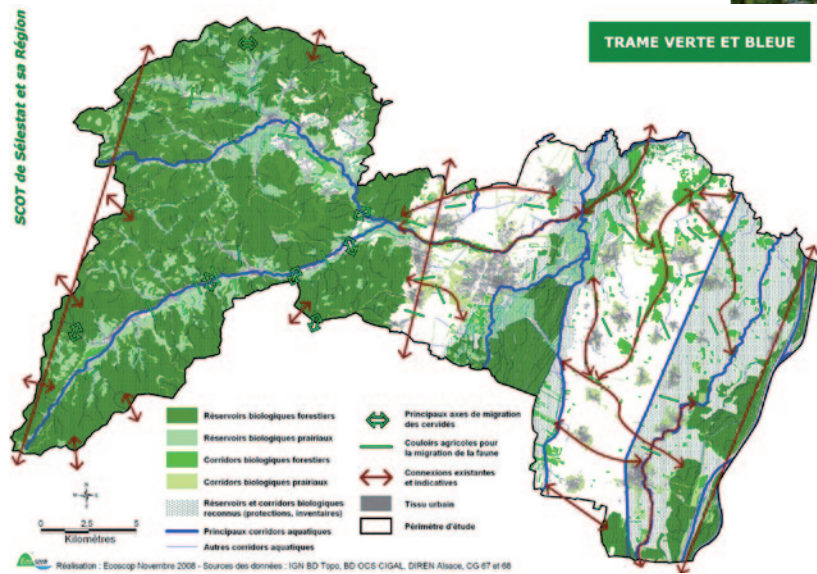 SCOT de Sélestat et sa Région
TRAME VERTE ET BLEUE
Réservoirs biologiques forestiers
Réservoirs biologiques prairiaux
Corridors biologiques forestiers
Corridors biologiques prairiaux
Réservoirs et corridors biologiques
reconnus (protections, inventaires)
Principaux corridors aquatiques
Autres corridors aquatiques
Principaux axes de migration
des cervidés
Couloirs agricoles pour
la migration de la faune
Connexions existantes
et indicatives
Tissu urbain
Périmètre d'étude
0 2.5 5
Kilomètres
Réalisation : Ecoscop Novembre 2008 - Sources des données : IGN BD Topo, BD OCS CIGAL, DIREN Alsace, CG 67 et 68